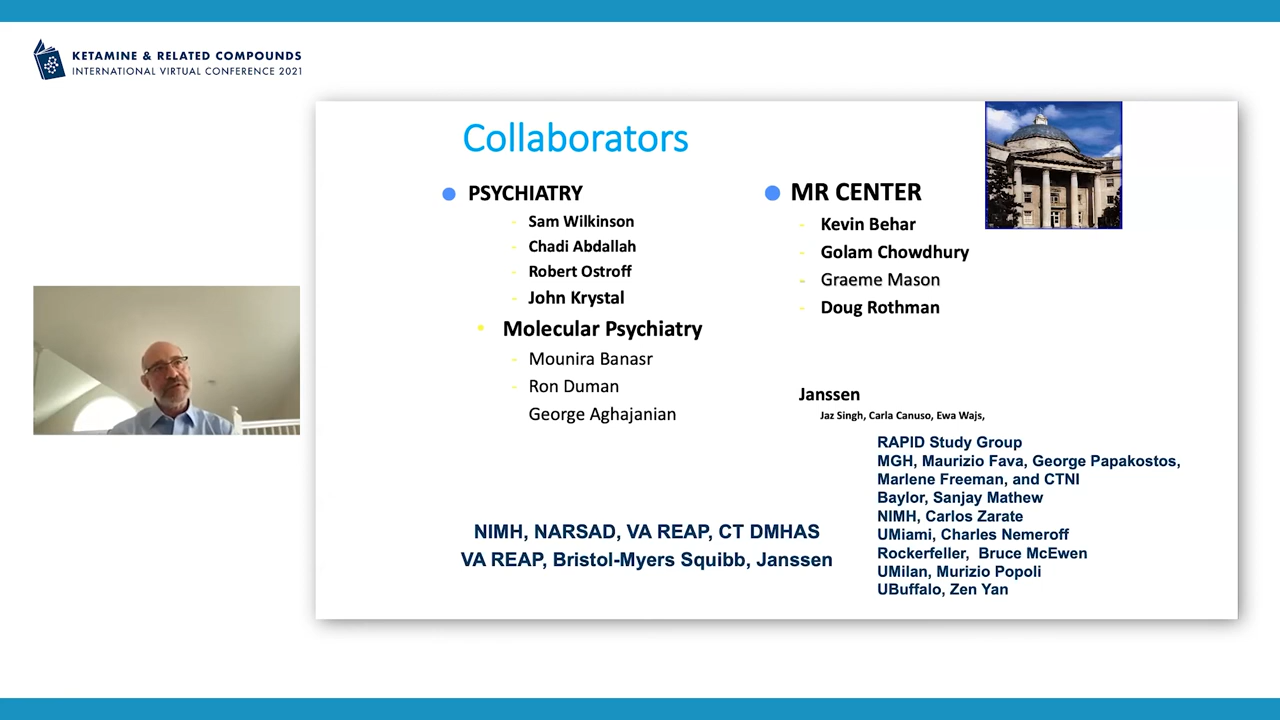 KETAMINE & RELATED COMPOUNDS
INTERNATIONAL VIRTUAL CONFERENCE 2021
Collaborators
PSYCHIATRY
- Sam Wilkinson
- Chadi Abdallah
- Robert Ostroff
- John Krystal
• Molecular Psychiatry
- Mounira Banasr
- Ron Duman
George Aghajanian
MR CENTER
- Kevin Behar
- Golam Chowdhury
- Graeme Mason
- Doug Rothman
Janssen
Jaz Singh, Carla Canuso, Ewa Wajs,
RAPID Study Group
MGH, Maurizio Fava, George Papakostos,
Marlene Freeman, and CTNI
Baylor, Sanjay Mathew
NIMH, Carlos Zarate
UMiami, Charles Nemeroff
Rockerfeller, Bruce McEwen
UMilan, Murizio Popoli
UBuffalo, Zen Yan
NIMH, NARSAD, VA REAP, CT DMHAS
VA REAP, Bristol-Myers Squibb, Janssen